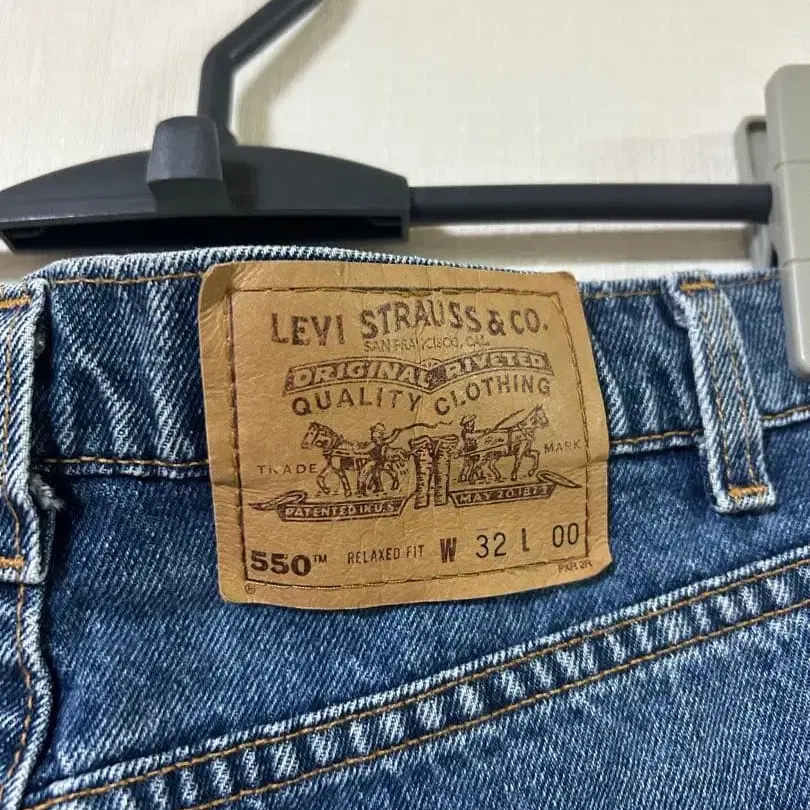 LEVI STRAUSS & CO.
SAN FRANCISCO, CAL.
ORIGINAL RIVETED
QUALITY CLOTHING
TRADE MARK
PATENTED IN U.S. MAY 20 1873
550™ RELAXED FIT W 32 L 00
®